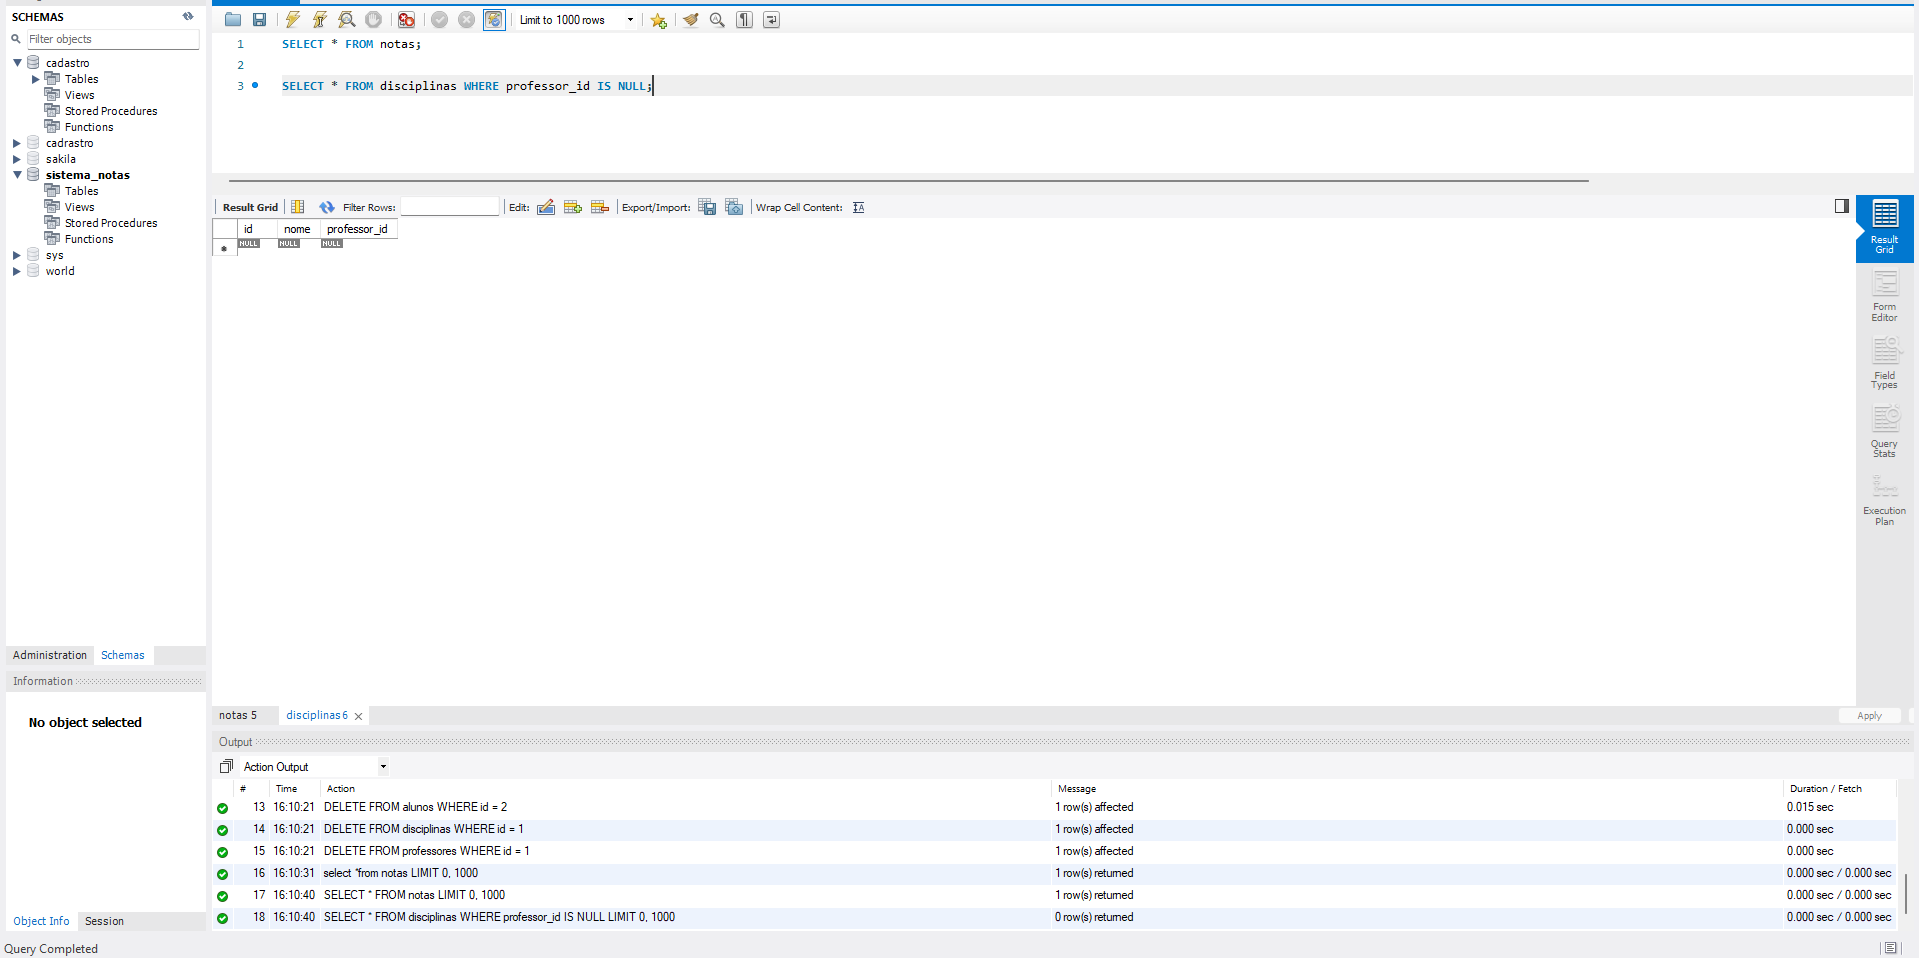 SCHEMAS
Filter objects
cadastro
Tables
Views
Stored Procedures
Functions
cadrastro
sakila
sistema_notas
Tables
Views
Stored Procedures
Functions
sys
world
Administration Schemas
Information
No object selected
Object Info Session
Query Completed
Limit to 1000 rows
1 SELECT * FROM notas;
2
3 SELECT * FROM disciplinas WHERE professor_id IS NULL;
Result Grid Filter Rows: Edit: Export/Import: Wrap Cell Content:
id nome professor_id
NULL NULL NULL
Result Grid
Form Editor
Field Types
Query Stats
Execution Plan
notas 5 disciplinas 6 Apply
Output
Action Output
# Time Action Message Duration / Fetch
13 16:10:21 DELETE FROM alunos WHERE id = 2 1 row(s) affected 0.015 sec
14 16:10:21 DELETE FROM disciplinas WHERE id = 1 1 row(s) affected 0.000 sec
15 16:10:21 DELETE FROM professores WHERE id = 1 1 row(s) affected 0.000 sec
16 16:10:31 select *from notas LIMIT 0, 1000 1 row(s) returned 0.000 sec / 0.000 sec
17 16:10:40 SELECT * FROM notas LIMIT 0, 1000 1 row(s) returned 0.000 sec / 0.000 sec
18 16:10:40 SELECT * FROM disciplinas WHERE professor_id IS NULL LIMIT 0, 1000 0 row(s) returned 0.000 sec / 0.000 sec